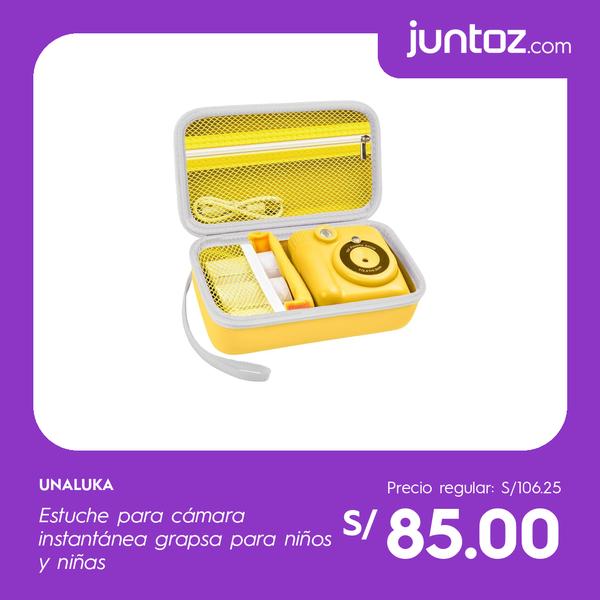 juntoz.com
UNALUKA
Estuche para cámara
instantánea grapsa para niños
y niñas
Precio regular: S/106.25
S/ 85.00